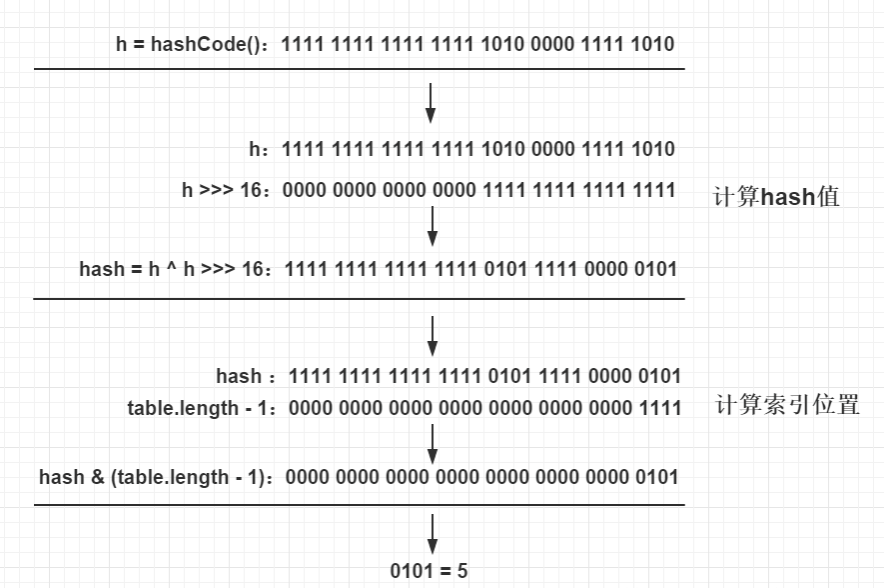 h = hashCode()：1111 1111 1111 1111 1010 0000 1111 1010
h：1111 1111 1111 1111 1010 0000 1111 1010
h >>> 16：0000 0000 0000 0000 1111 1111 1111 1111
计算hash值
hash = h ^ h >>> 16：1111 1111 1111 1111 0101 1111 0000 0101
hash ：1111 1111 1111 1111 0101 1111 0000 0101
table.length - 1：0000 0000 0000 0000 0000 0000 0000 1111
计算索引位置
hash & (table.length - 1)：0000 0000 0000 0000 0000 0000 0000 0101
0101 = 5